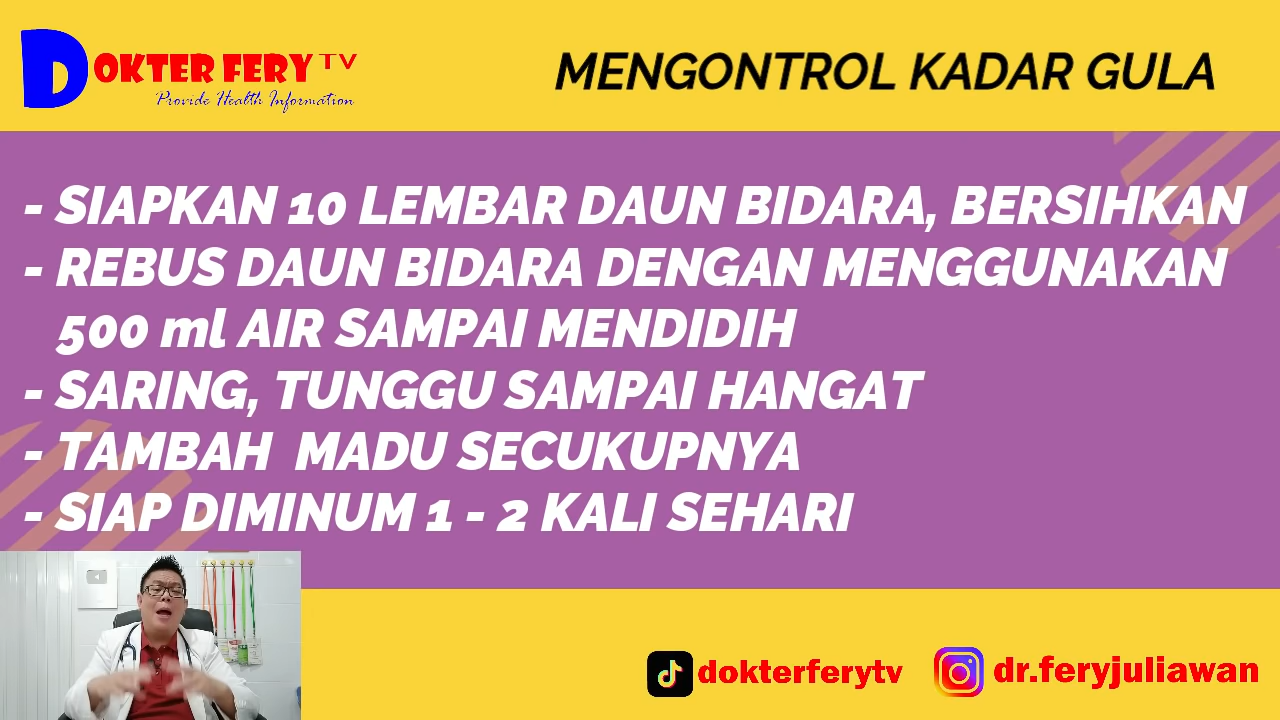 DOKTER FERY TV
Provide Health Information
MENGONTROL KADAR GULA
- SIAPKAN 10 LEMBAR DAUN BIDARA, BERSIHKAN
- REBUS DAUN BIDARA DENGAN MENGGUNAKAN
500 ml AIR SAMPAI MENDIDIH
- SARING, TUNGGU SAMPAI HANGAT
- TAMBAH MADU SECUKUPNYA
- SIAP DIMINUM 1 - 2 KALI SEHARI
dokterferytv
dr.feryjuliawan